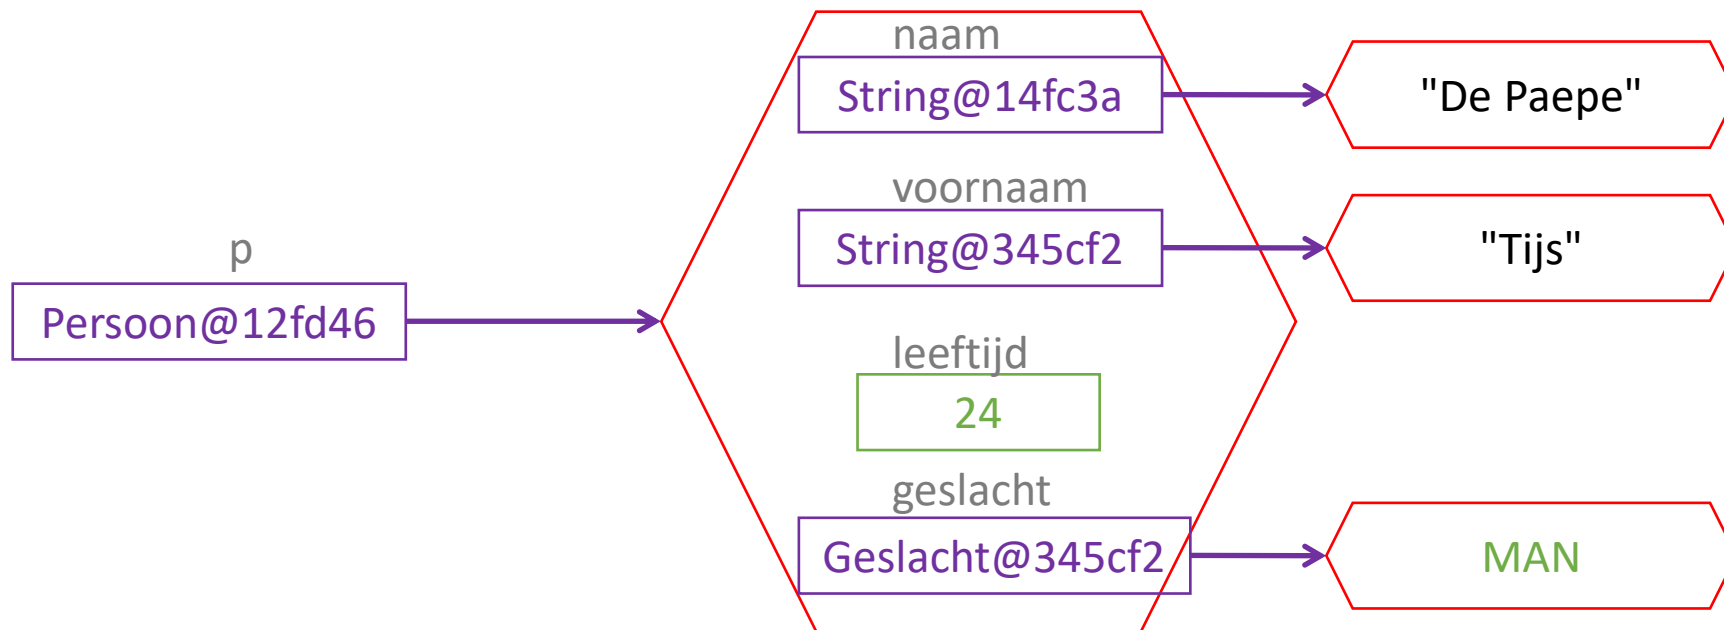 p
Persoon@12fd46
naam
String@14fc3a
"De Paepe"
voornaam
String@345cf2
"Tijs"
leeftijd
24
geslacht
Geslacht@345cf2
MAN